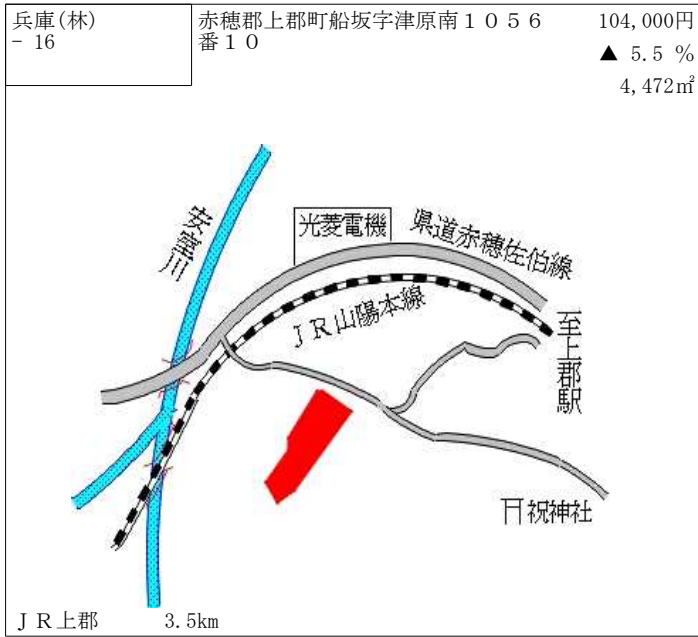 兵庫(林)
- 16
赤穂郡上郡町船坂字津原南１０５６
番１０
104,000円
▲ 5.5 %
4,472㎡
安室川
光菱電機
県道赤穂佐伯線
ＪＲ山陽本線
至上郡駅
祝神社
ＪＲ上郡 3.5km